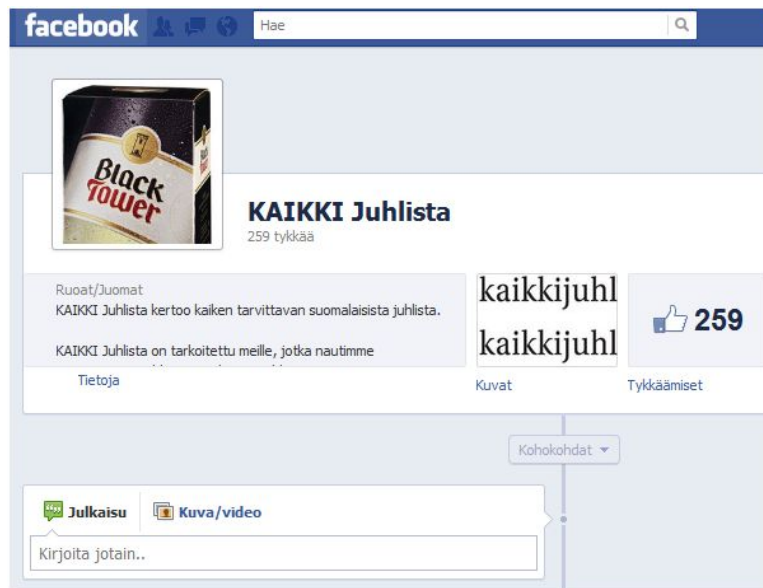 facebook
Hae
Black
Tower
KAIKKI Juhlista
259 tykkää
Ruoat/Juomat
KAIKKI Juhlista kertoo kaiken tarvittavan suomalaisista juhlista.
KAIKKI Juhlista on tarkoitettu meille, jotka nautimme
Tietoja
kaikkijuhl
kaikkijuhl
Kuvat
259
Tykkäämiset
Kohokohdat
Julkaisu
Kuva/video
Kirjoita jotain..